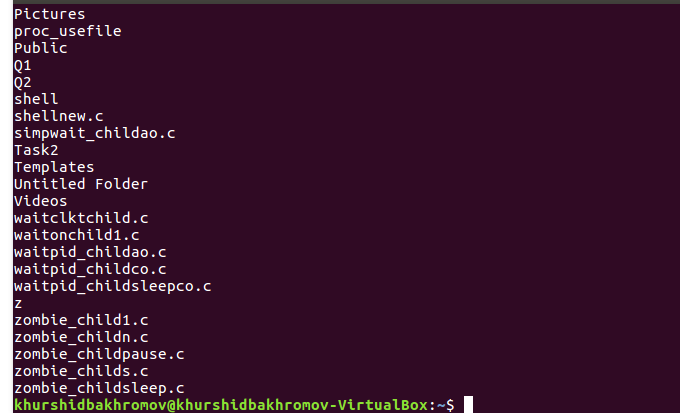 Pictures
proc_usefile
Public
Q1
Q2
shell
shellnew.c
simpwait_childao.c
Task2
Templates
Untitled Folder
Videos
waitclktchild.c
waitonchild1.c
waitpid_childao.c
waitpid_childco.c
waitpid_childsleepco.c
z
zombie_child1.c
zombie_childn.c
zombie_childpause.c
zombie_childs.c
zombie_childsleep.c
khurshidbakhromov@khurshidbakhromov-VirtualBox:~$